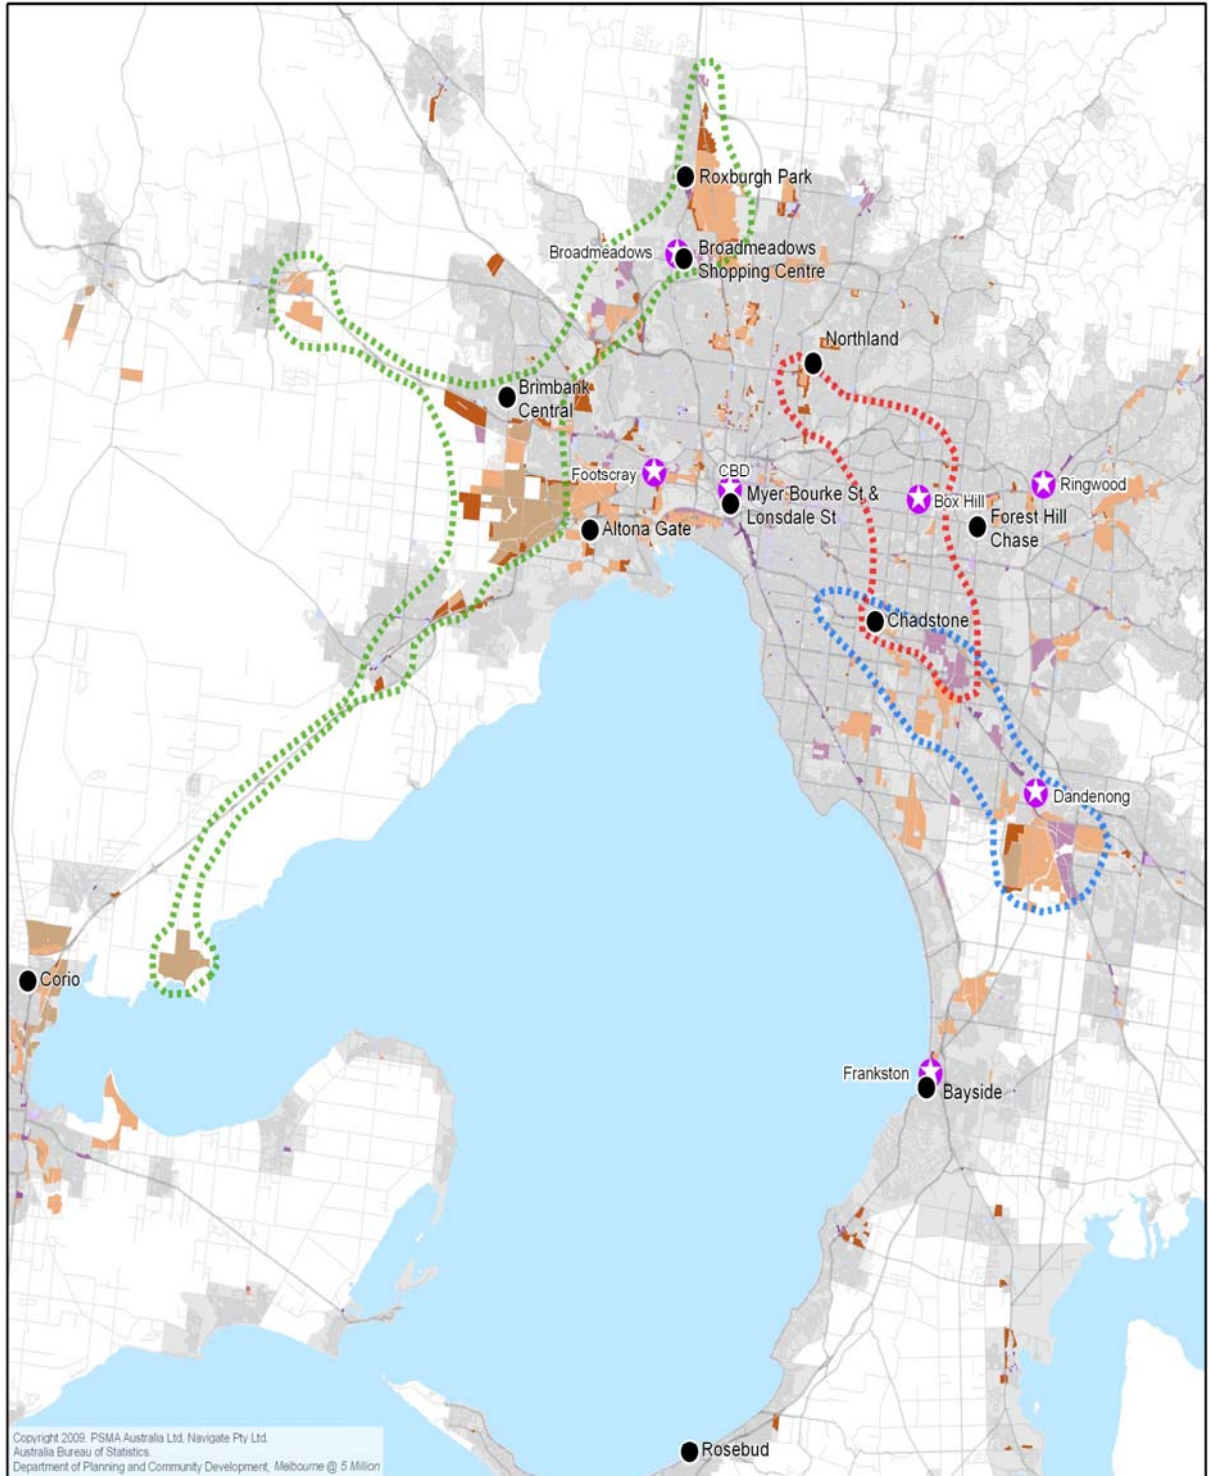 Roxburgh Park
Broadmeadows
Broadmeadows
Shopping Centre
Northland
Brimbank
Central
Footscray
CBD
Myer Bourke St &
Lonsdale St
Box Hill
Ringwood
Forest Hill
Chase
Altona Gate
Chadstone
Dandenong
Corio
Frankston
Bayside
Rosebud
Copyright 2009. PSMA Australia Ltd, Navigate Pty Ltd.
Australia Bureau of Statistics.
Department of Planning and Community Development, Melbourne @ 5 Million